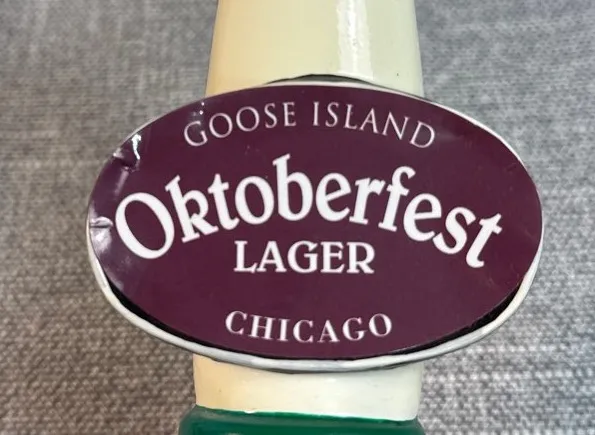 GOOSE ISLAND
Oktoberfest
LAGER
CHICAGO